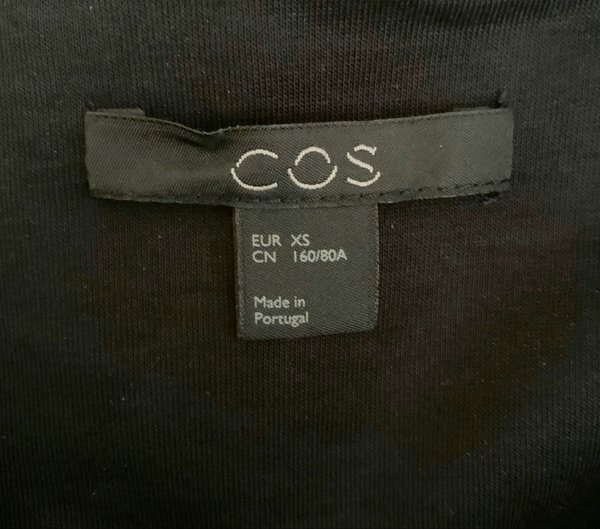 COS
EUR XS
CN 160/80A
Made in
Portugal